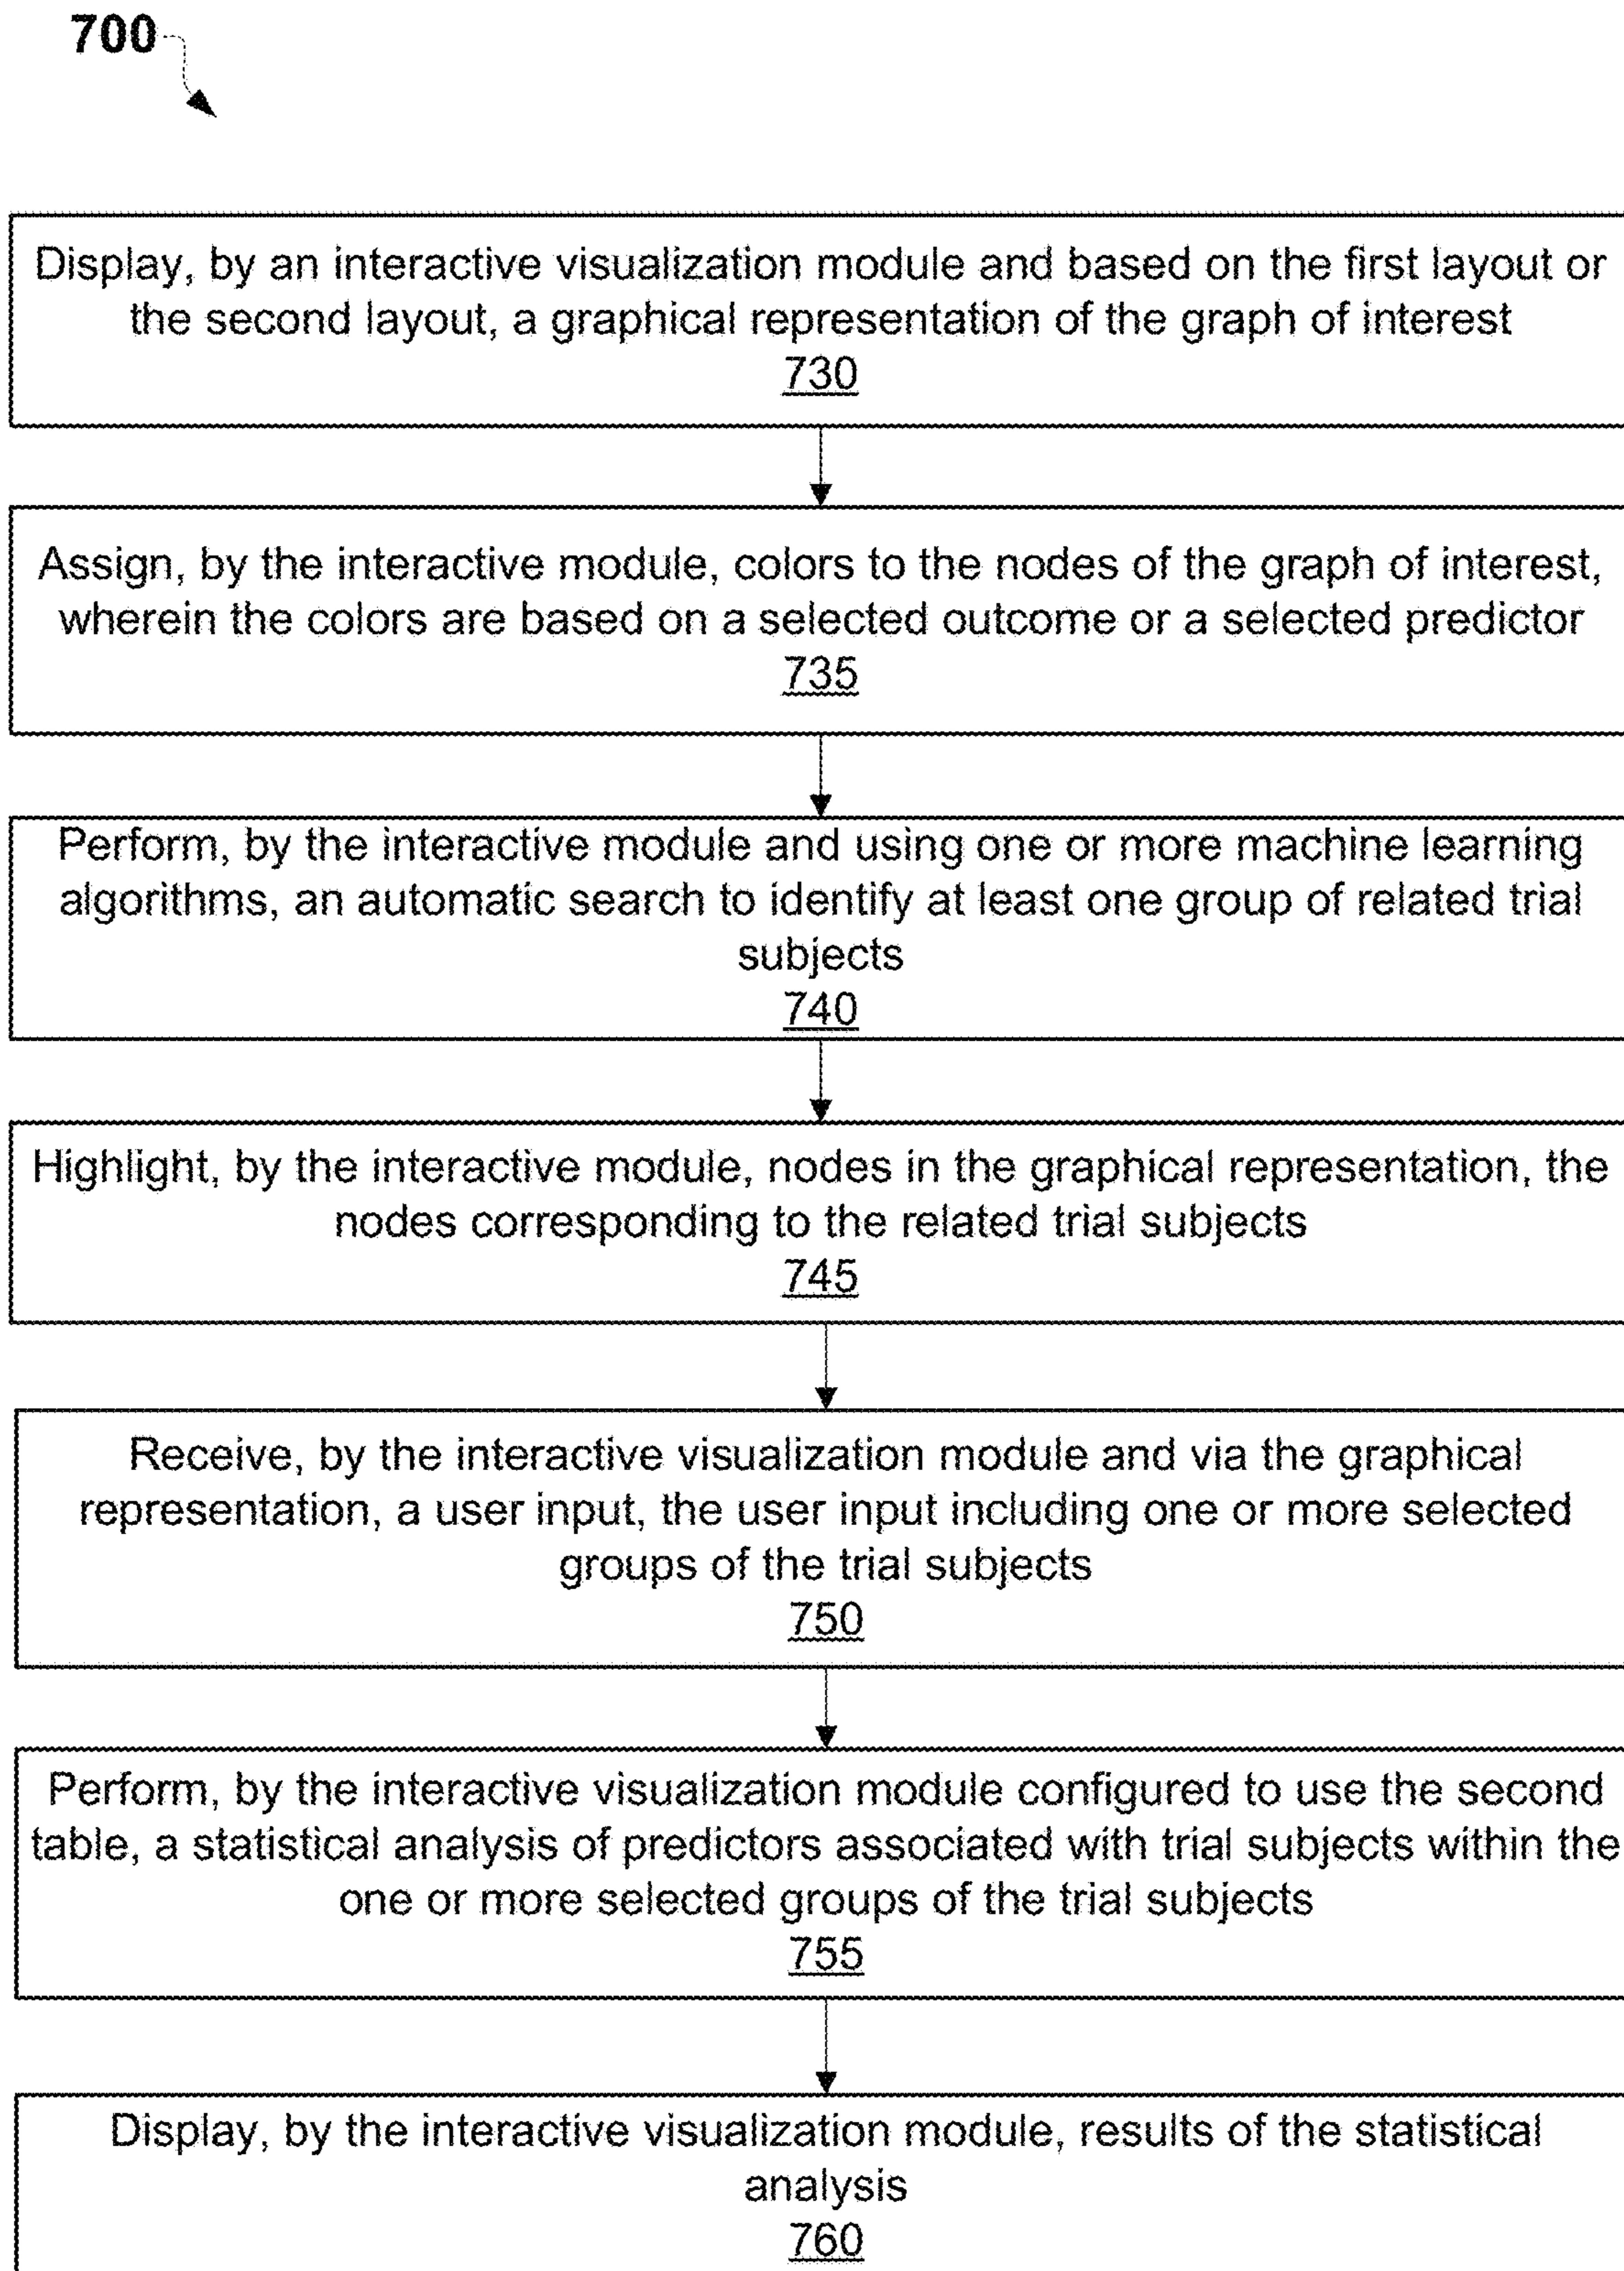 700
Display, by an interactive visualization module and based on the first layout or
the second layout, a graphical representation of the graph of interest
730
Assign, by the interactive module, colors to the nodes of the graph of interest,
wherein the colors are based on a selected outcome or a selected predictor
735
Perform, by the interactive module and using one or more machine learning
algorithms, an automatic search to identify at least one group of related trial
subjects
740
Highlight, by the interactive module, nodes in the graphical representation, the
nodes corresponding to the related trial subjects
745
Receive, by the interactive visualization module and via the graphical
representation, a user input, the user input including one or more selected
groups of the trial subjects
750
Perform, by the interactive visualization module configured to use the second
table, a statistical analysis of predictors associated with trial subjects within the
one or more selected groups of the trial subjects
755
Display, by the interactive visualization module, results of the statistical
analysis
760